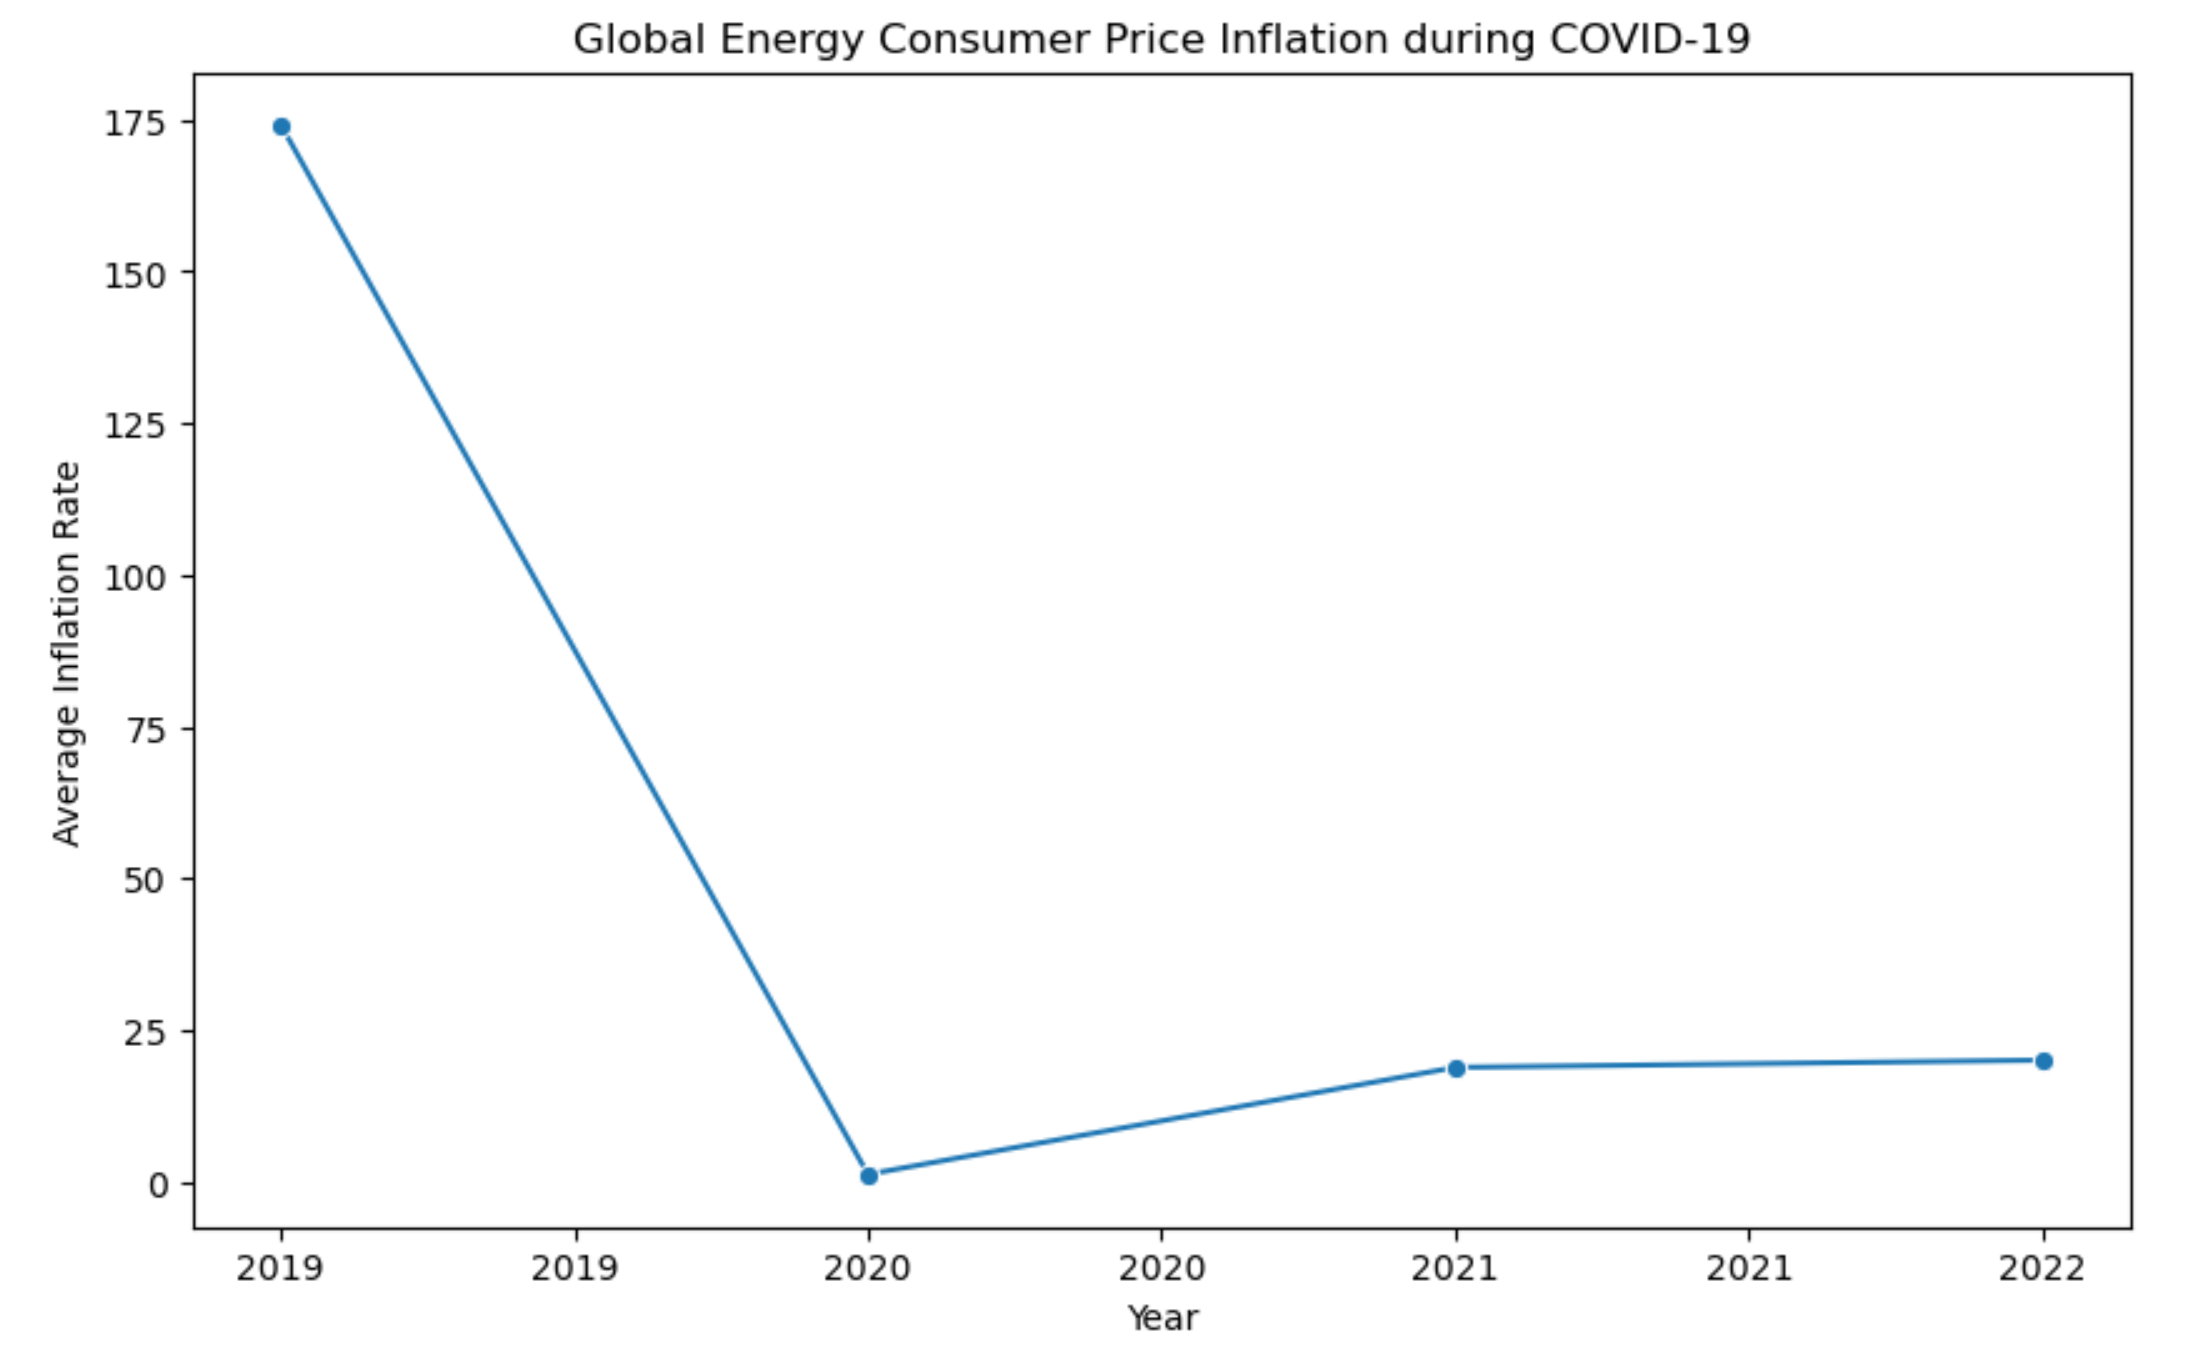 Global Energy Consumer Price Inflation during COVID-19
175
150
125
100
75
50
25
0
Average Inflation Rate
2019 2019 2020 2020 2021 2021 2022
Year